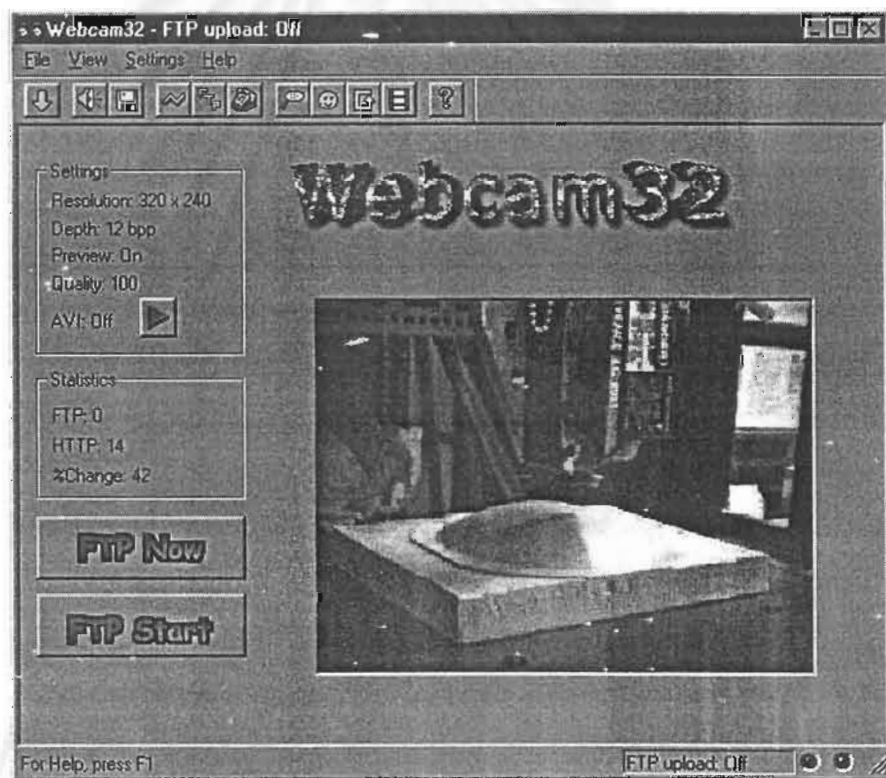 Webcam32 - FTP upload: Off
File View Settings Help
Webcam32
Settings
Resolution: 320 x 240
Depth: 12 bpp
Preview: On
Quality: 100
AVI: Off
Statistics
FTP: 0
HTTP: 14
%Change: 42
FTP Now
FTP Start
For Help, press F1
FTP upload: Off